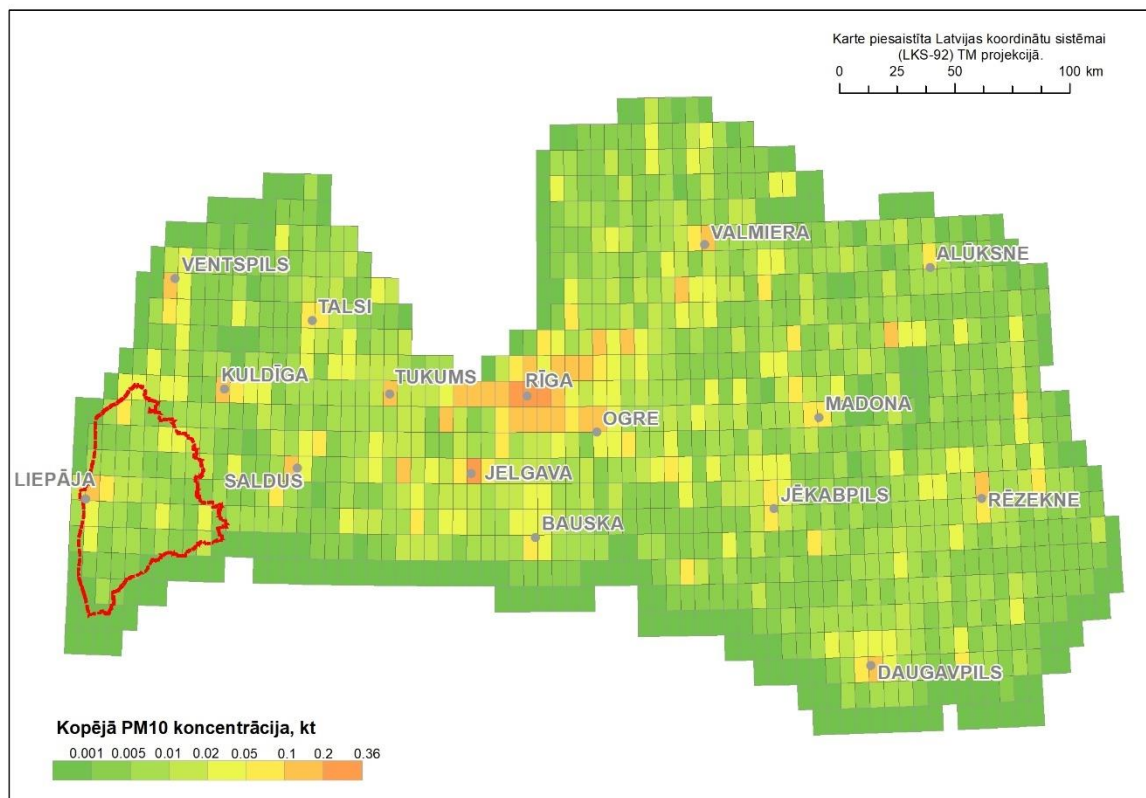 Karte piesaistīta Latvijas koordinātu sistēmai
(LKS-92) TM projekcijā.
0 25 50 100 km
VALMIERA
ALŪKSNE
VENTSPILS
TALSI
KULDĪGA
TUKUMS
RĪGA
MADONA
OGRE
LIEPĀJA
SALDUS
JELGAVA
JĒKABPILS
RĒZEKNE
BAUSKA
DAUGAVPILS
Kopējā PM10 koncentrācija, kt
0.001 0.005 0.01 0.02 0.05 0.1 0.2 0.36